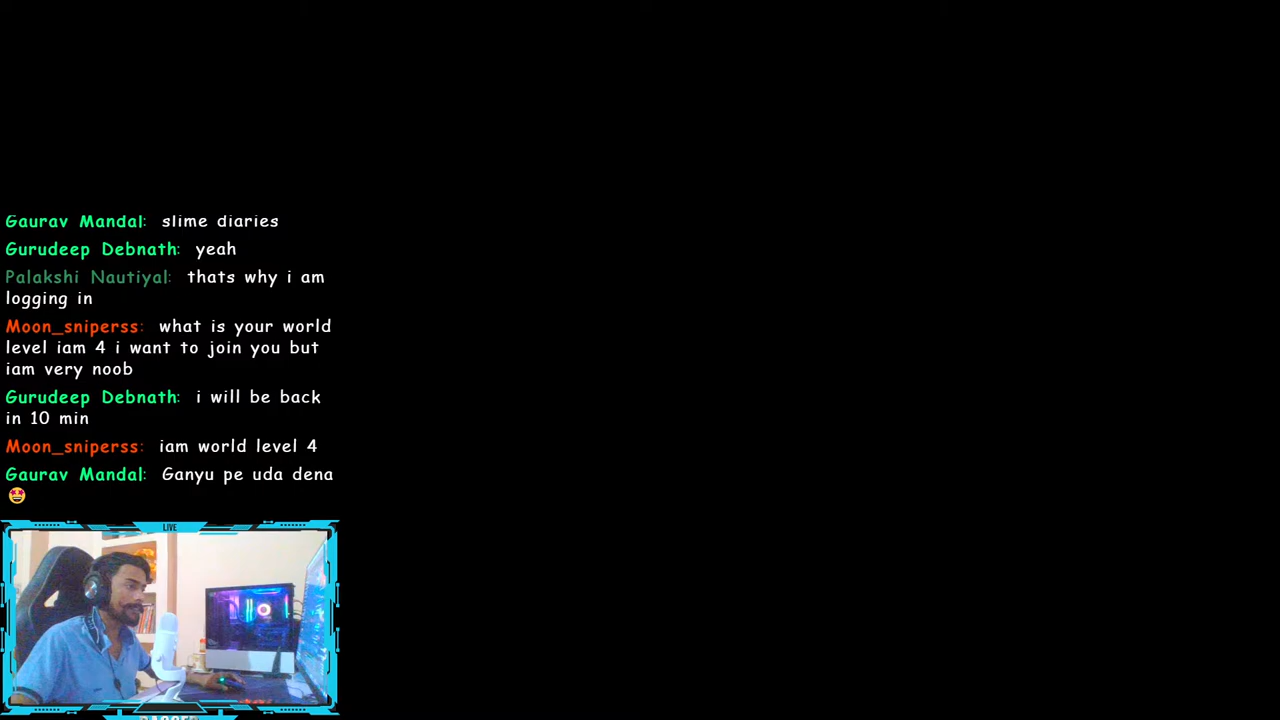 Gaurav Mandal: slime diaries
Gurudeep Debnath: yeah
Palakshi Nautiyal: thats why i am
logging in
Moon_sniperss: what is your world
level iam 4 i want to join you but
iam very noob
Gurudeep Debnath: i will be back
in 10 min
Moon_sniperss: iam world level 4
Gaurav Mandal: Ganyu pe uda dena
🤩
LIVE